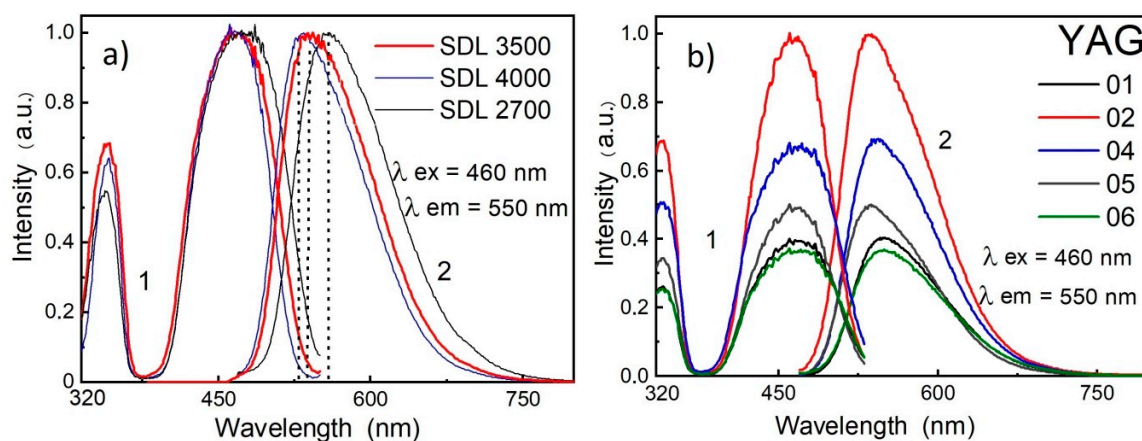 a)
SDL 3500
SDL 4000
SDL 2700
λ ex = 460 nm
λ em = 550 nm
1
2
Intensity (a.u.)
1.0
0.8
0.6
0.4
0.2
0
320
450
600
750
Wavelength (nm)
b)
YAG
01
02
04
05
06
2
1
λ ex = 460 nm
λ em = 550 nm
Intensity (a.u.)
1.0
0.8
0.6
0.4
0.2
0.0
320
450
600
750
Wavelength (nm)